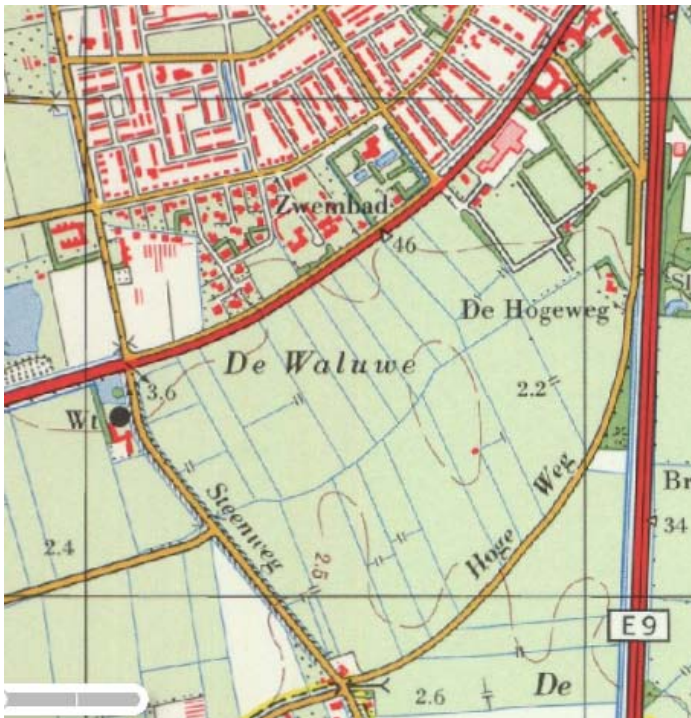 Zwembad
46
De Hogeweg
De Waluwe
2.2
3.6
Wt
Steenweg
Hoge Weg
Br
34
2.4
2.5
E9
2.6
De